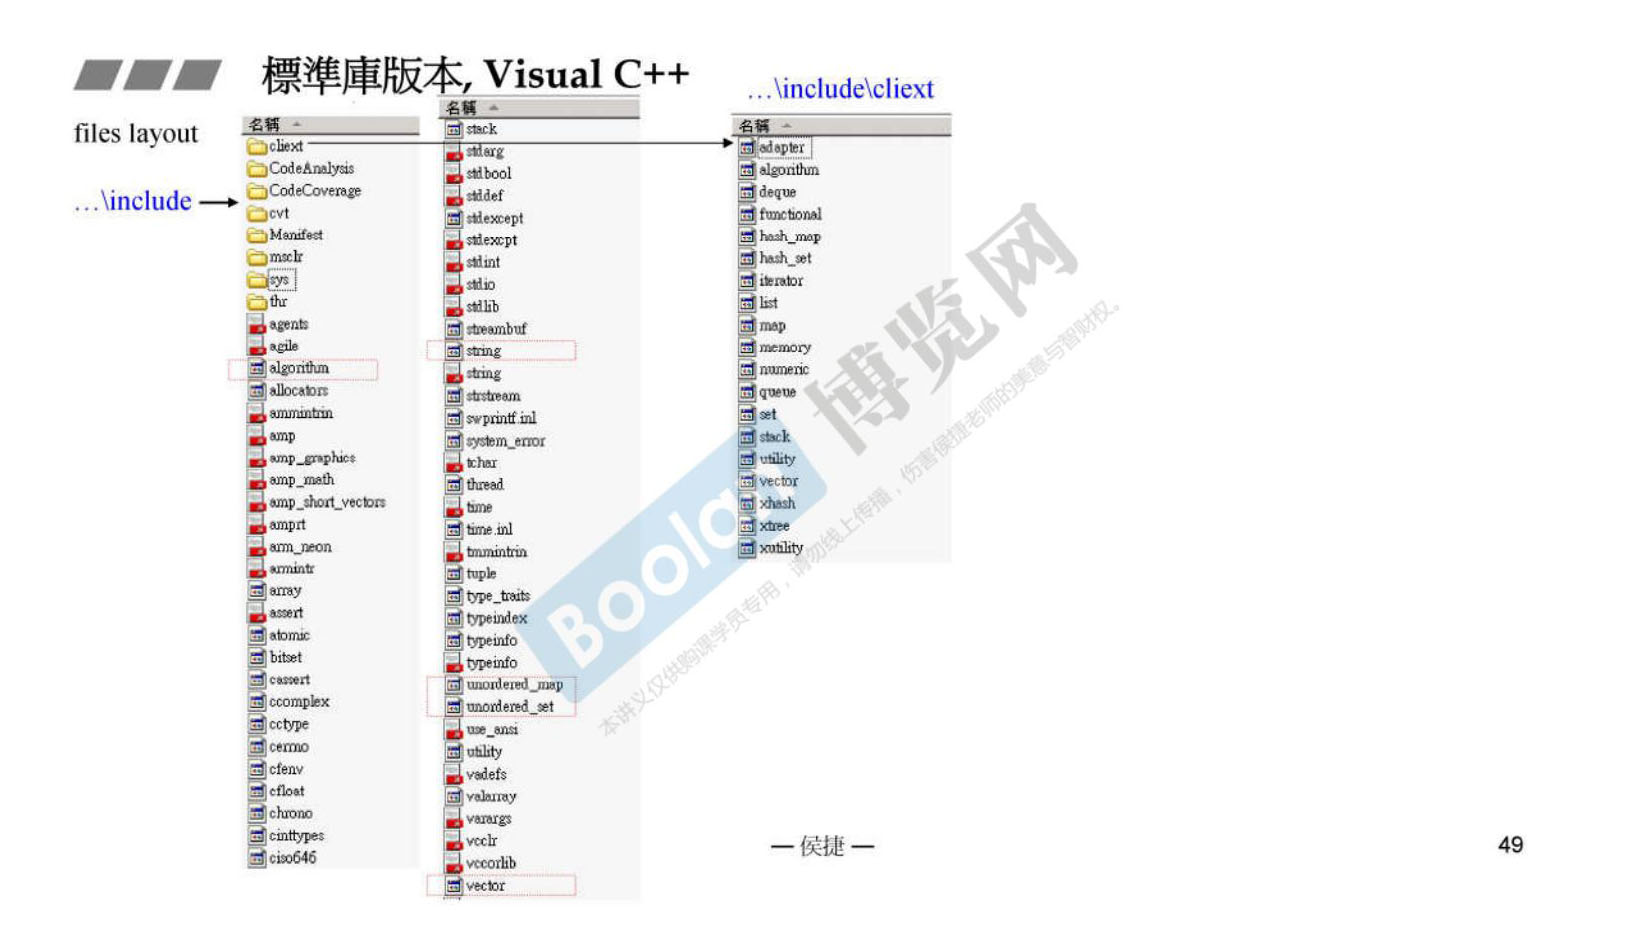 標準庫版本, Visual C++
files layout
…\include
名稱
cliext
CodeAnalysis
CodeCoverage
cvt
Manifest
msclr
sys
thr
agents
agile
algorithm
allocators
ammintrin
amp
amp_graphics
amp_math
amp_short_vectors
amprt
arm_neon
armintr
array
assert
atomic
bitset
cassert
ccomplex
cctype
cerrno
cfenv
cfloat
chrono
cinttypes
ciso646
名稱
stack
stdarg
stdbool
stddef
stdexcept
stdexcpt
stdint
stdio
stdlib
streambuf
string
string
strstream
swprintf.inl
system_error
tchar
thread
time
time.inl
tmmintrin
tuple
type_traits
typeindex
typeinfo
typeinfo
unordered_map
unordered_set
use_ansi
utility
vadefs
valarray
varargs
vcclr
vccorlib
vector
…\include\cliext
名稱
adapter
algorithm
deque
functional
hash_map
hash_set
iterator
list
map
memory
numeric
queue
set
stack
utility
vector
xhash
xtree
xutility
Boolan 博览网
本讲义仅供购课学员专用，请勿线上传播，伤害侯捷老师的美意与智财权。
— 侯捷 —
49